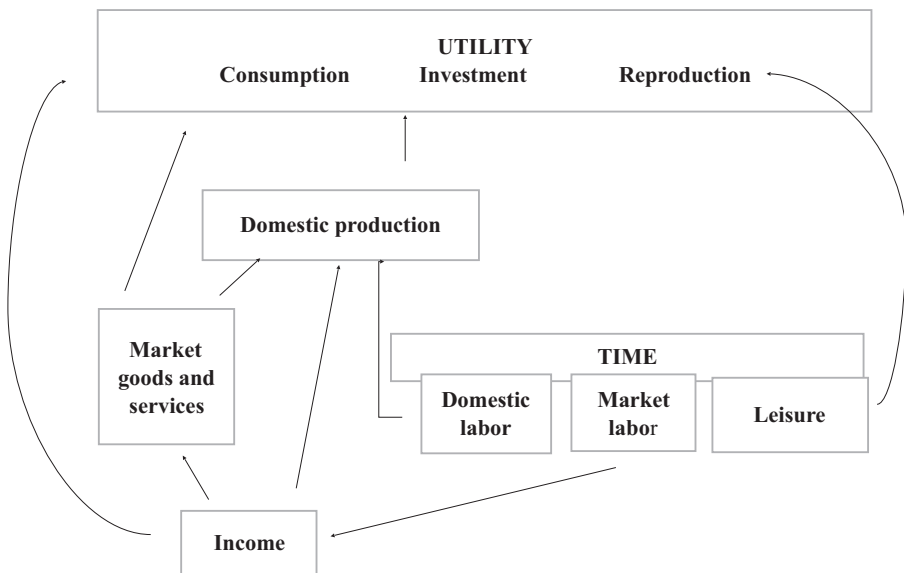 UTILITY
Consumption Investment Reproduction
Domestic production
Market
goods and
services
TIME
Domestic
labor
Market
labor
Leisure
Income